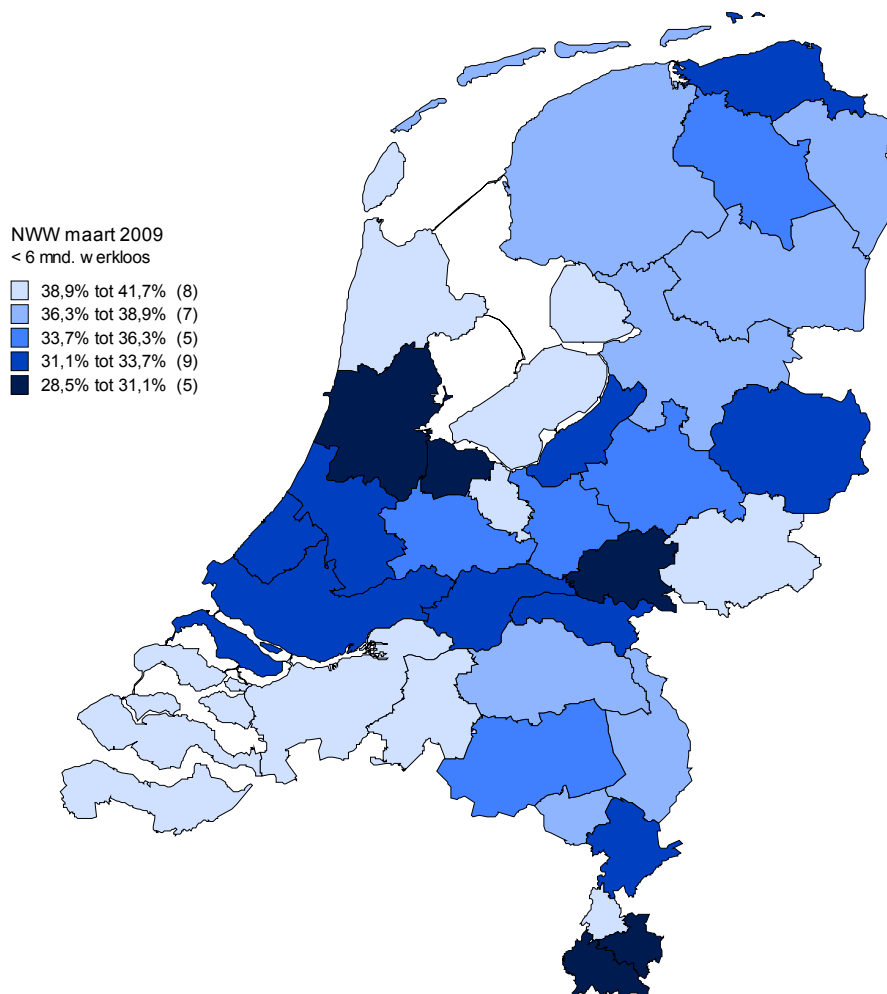 NWW maart 2009
< 6 mnd. werkloos
38,9% tot 41,7% (8)
36,3% tot 38,9% (7)
33,7% tot 36,3% (5)
31,1% tot 33,7% (9)
28,5% tot 31,1% (5)